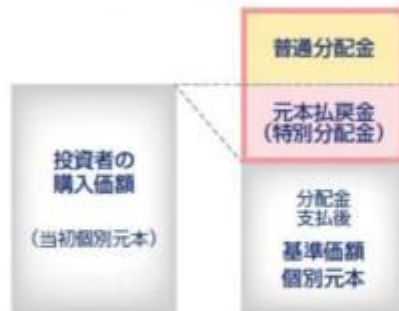 普通分配金
元本払戻金
(特別分配金)
投資者の
購入価額
(当初個別元本)
分配金
支払後
基準価額
個別元本